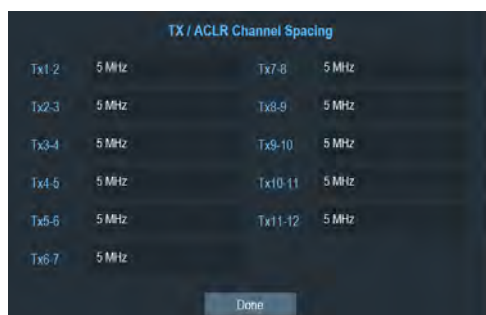 TX / ACLR Channel Spacing
Tx1-2 5 MHz Tx7-8 5 MHz
Tx2-3 5 MHz Tx8-9 5 MHz
Tx3-4 5 MHz Tx9-10 5 MHz
Tx4-5 5 MHz Tx10-11 5 MHz
Tx5-6 5 MHz Tx11-12 5 MHz
Tx6-7 5 MHz
Done